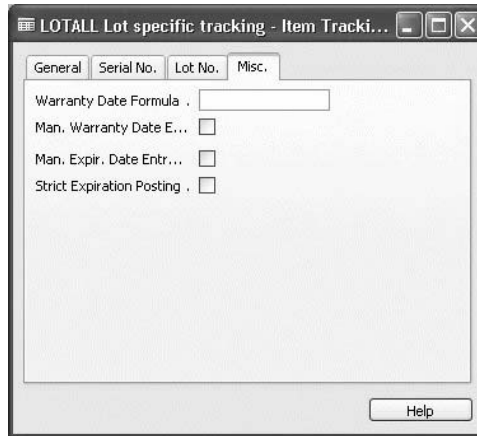 LOTALL Lot specific tracking - Item Tracki...
General Serial No. Lot No. Misc.
Warranty Date Formula .
Man. Warranty Date E...
Man. Expir. Date Entr...
Strict Expiration Posting .
Help